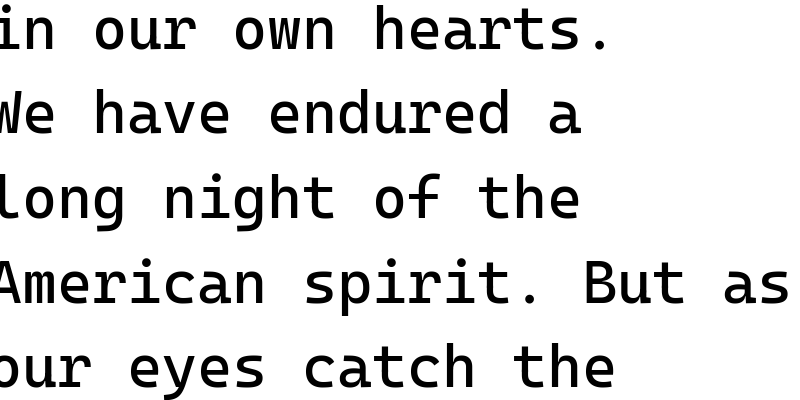 in our own hearts.
We have endured a
long night of the
American spirit. But as
our eyes catch the